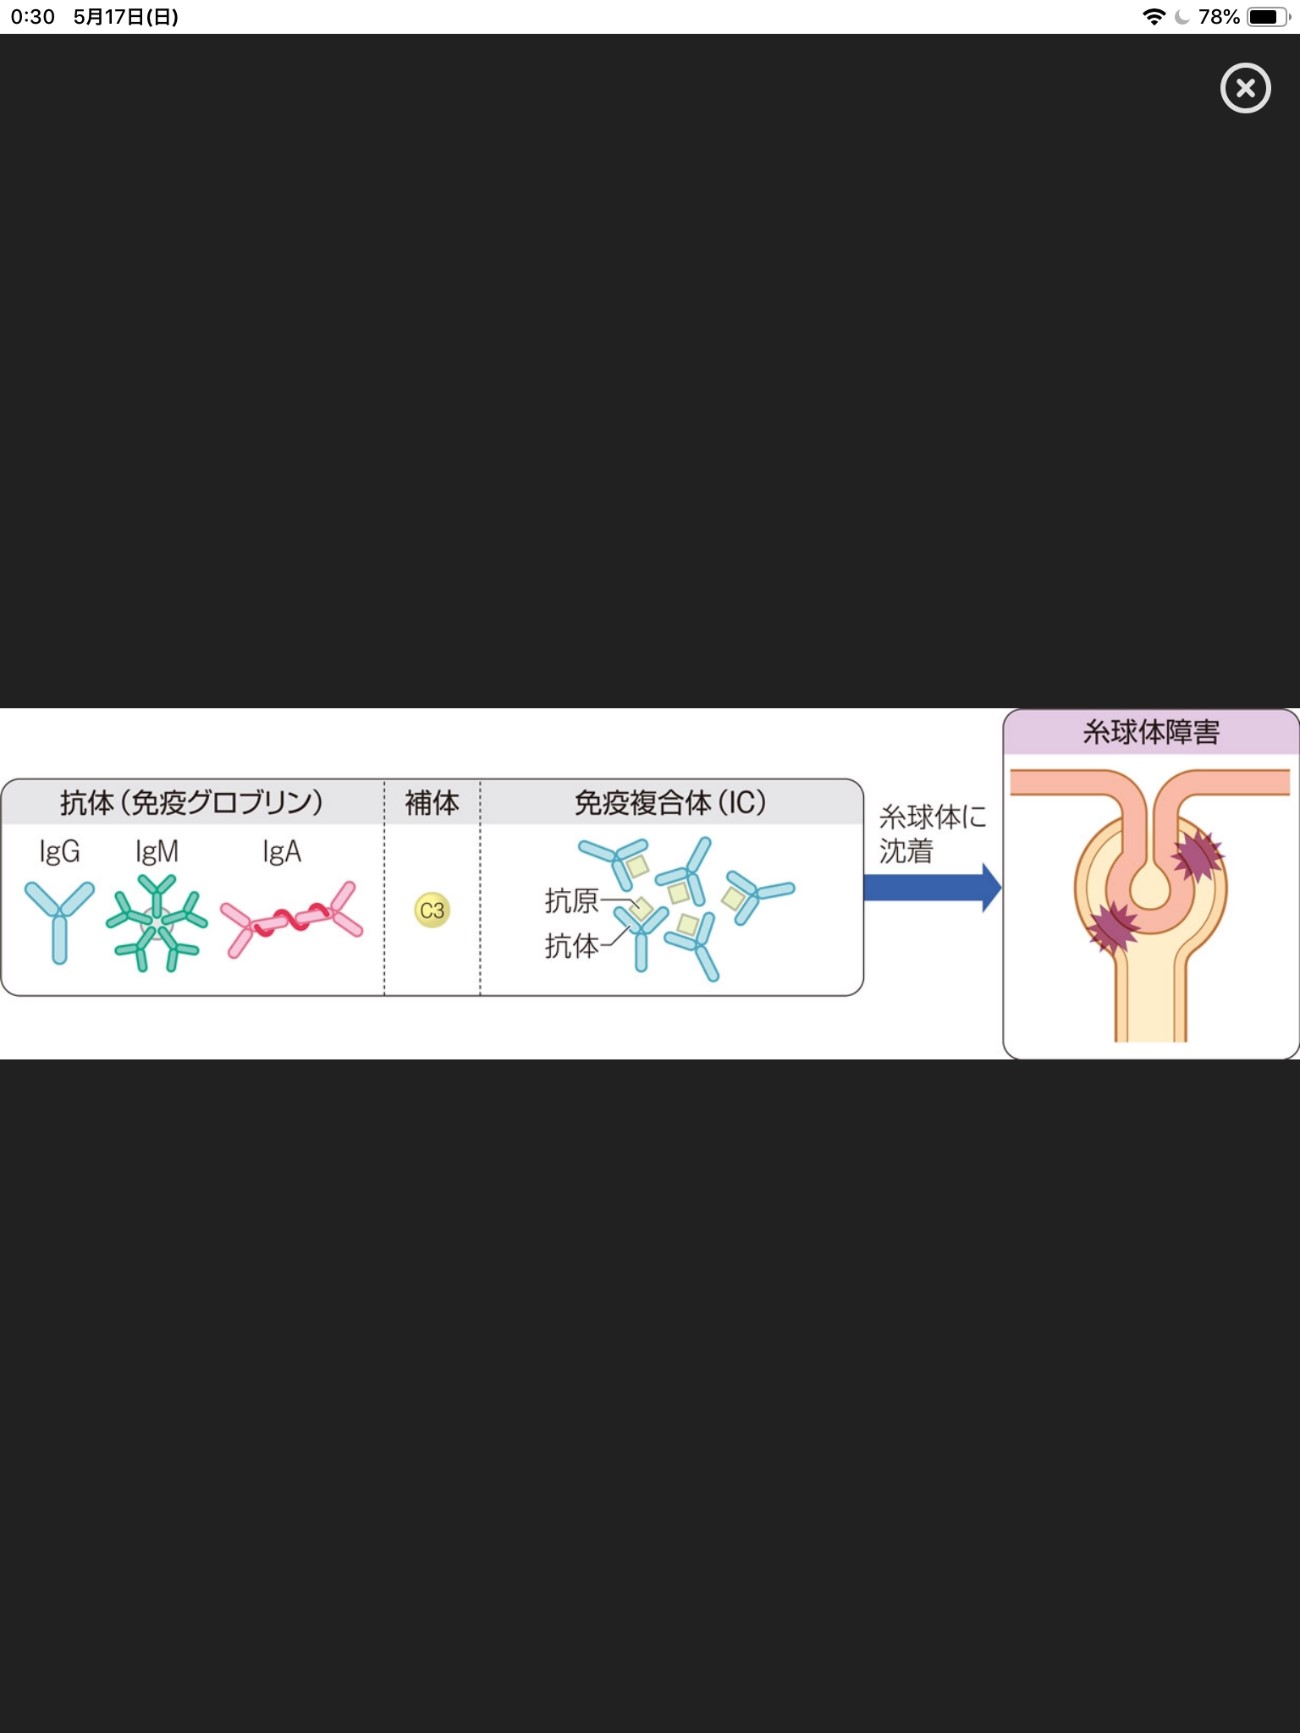 0:30 5月17日(日)
78%
糸球体障害
抗体（免疫グロブリン）
補体
免疫複合体（IC）
IgG
IgM
IgA
C3
抗原
抗体
糸球体に
沈着